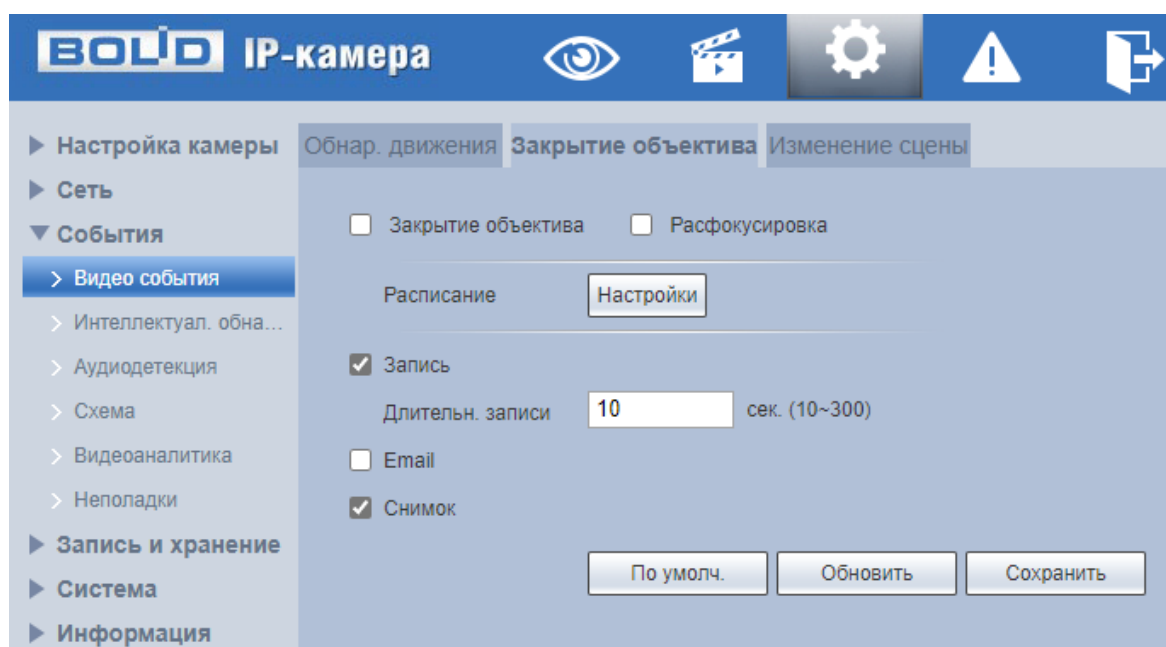 BOLID IP-камера
Настройка камеры
Сеть
События
Видео события
Интеллектуал. обна...
Аудиодетекция
Схема
Видеоаналитика
Неполадки
Запись и хранение
Система
Информация
Обнар. движения Закрытие объектива Изменение сцены
Закрытие объектива Расфокусировка
Расписание Настройки
Запись
Длительн. записи 10 сек. (10~300)
Email
Снимок
По умолч. Обновить Сохранить